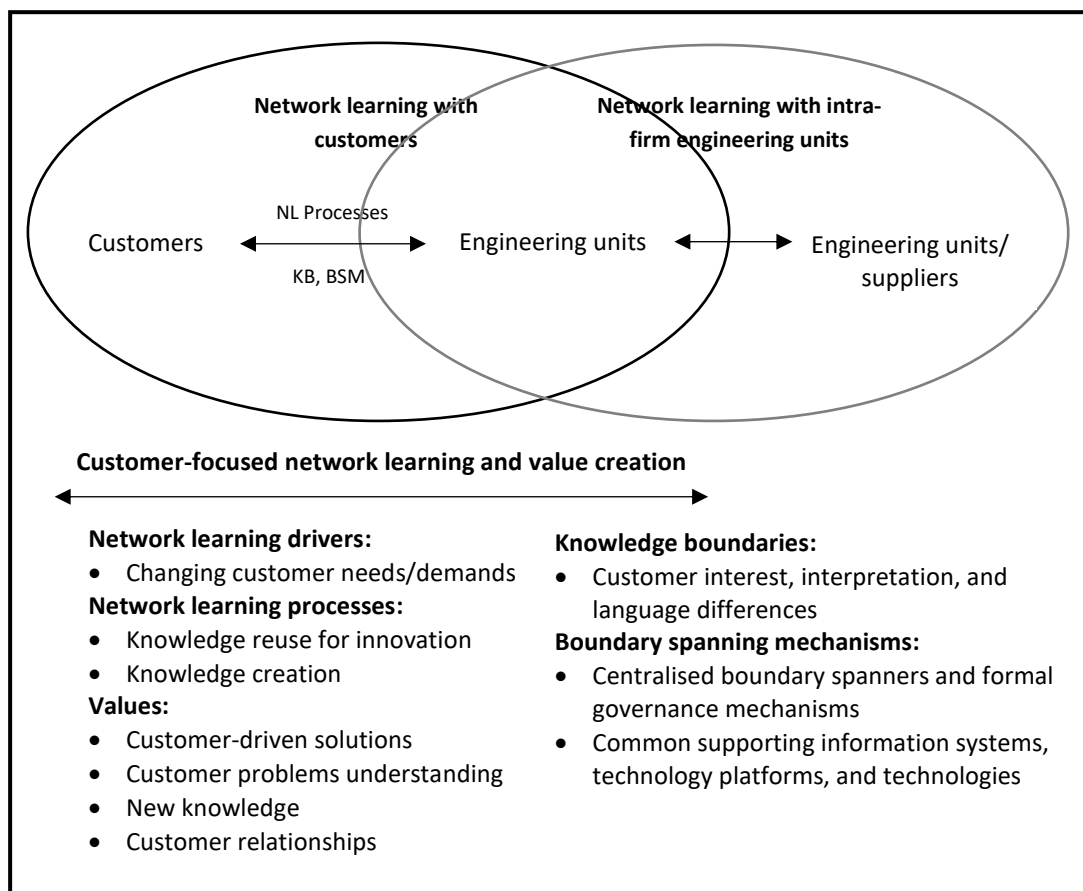 Network learning with
customers
Network learning with intra-
firm engineering units
NL Processes
Customers
Engineering units
Engineering units/
suppliers
KB, BSM
Customer-focused network learning and value creation
Network learning drivers:
• Changing customer needs/demands
Network learning processes:
• Knowledge reuse for innovation
• Knowledge creation
Values:
• Customer-driven solutions
• Customer problems understanding
• New knowledge
• Customer relationships
Knowledge boundaries:
• Customer interest, interpretation, and
language differences
Boundary spanning mechanisms:
• Centralised boundary spanners and formal
governance mechanisms
• Common supporting information systems,
technology platforms, and technologies